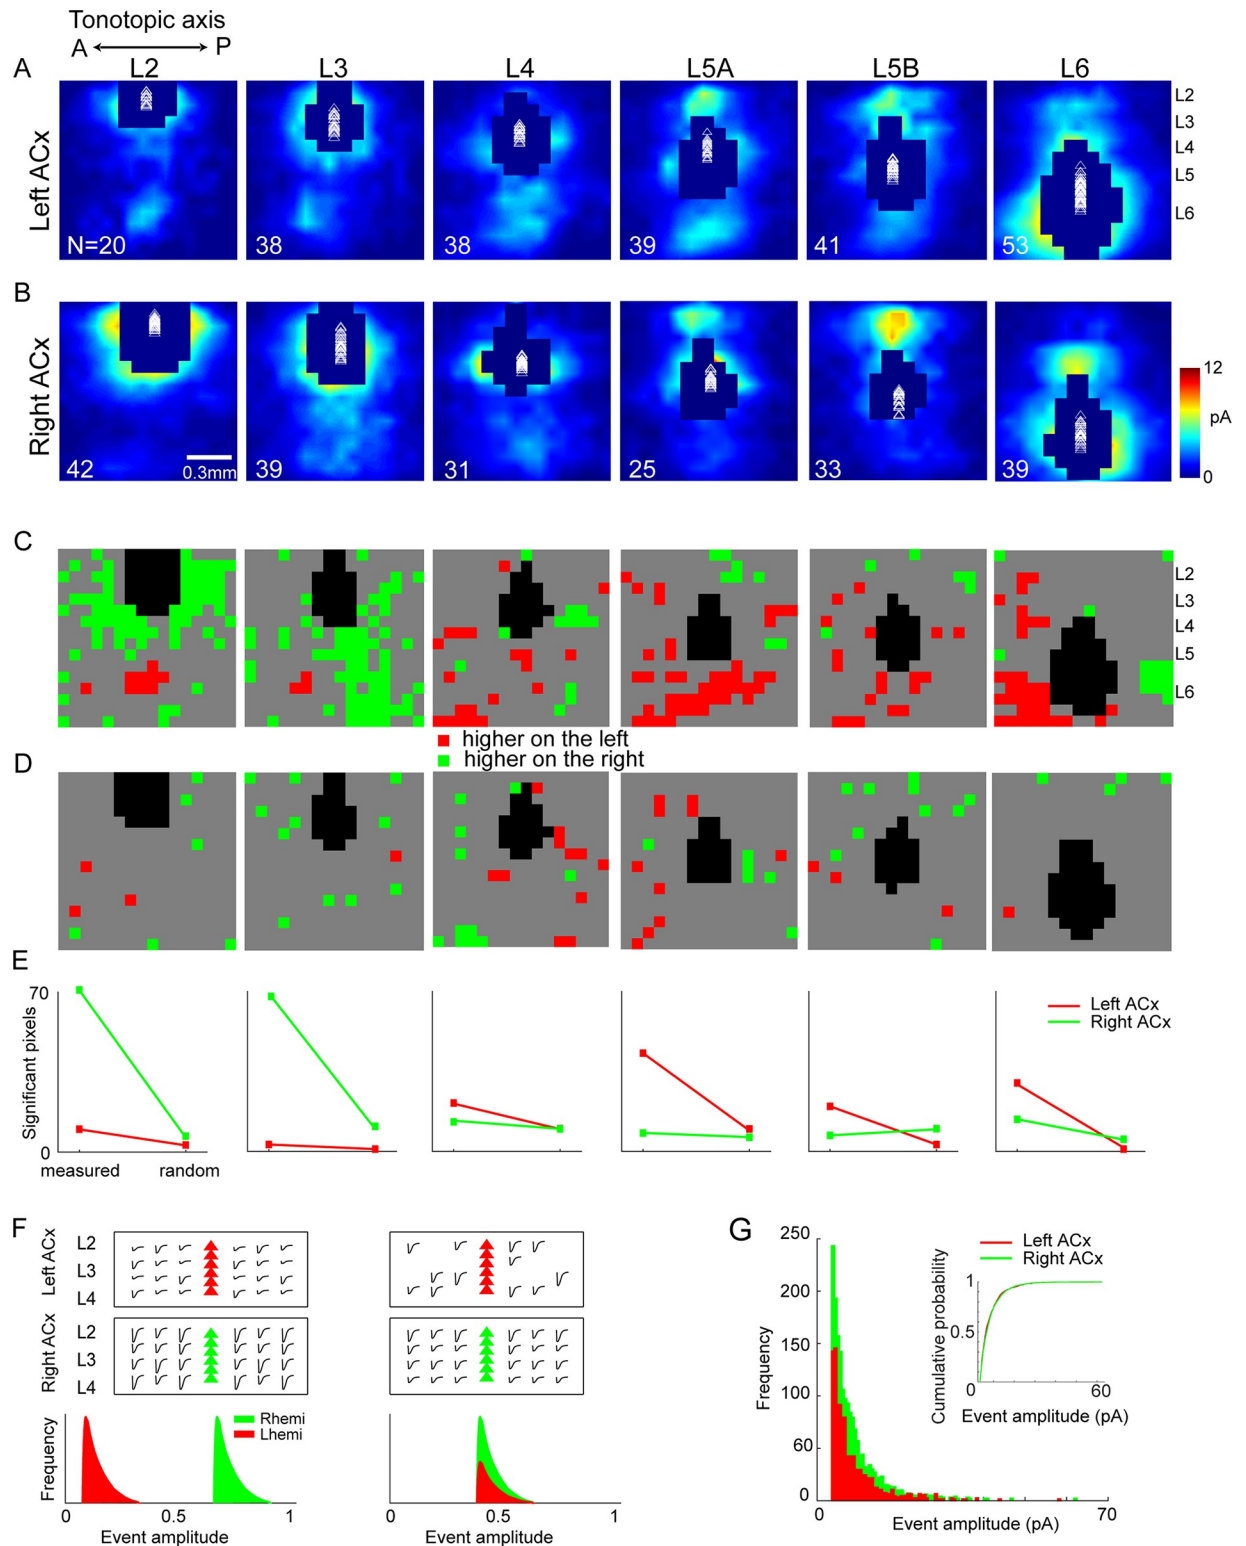 Tonotopic axis
A P
A L2 L3 L4 L5A L5B L6
Left ACx
L2
L3
L4
L5
L6
N=20 38 38 39 41 53
B
Right ACx
42 0.3mm 39 31 25 33 39
12
pA
0
C
L2
L3
L4
L5
L6
higher on the left
higher on the right
D
E
Significant pixels
70
0
measured random
Left ACx
Right ACx
F
Left ACx
L2
L3
L4
Right ACx
L2
L3
L4
Frequency
Rhemi
Lhemi
0 0.5 1
Event amplitude
0 0.5 1
Event amplitude
G
Frequency
250
200
150
100
60
0
0 70
Event amplitude (pA)
Left ACx
Right ACx
Cumulative probability
1
0.5
0
60
Event amplitude (pA)